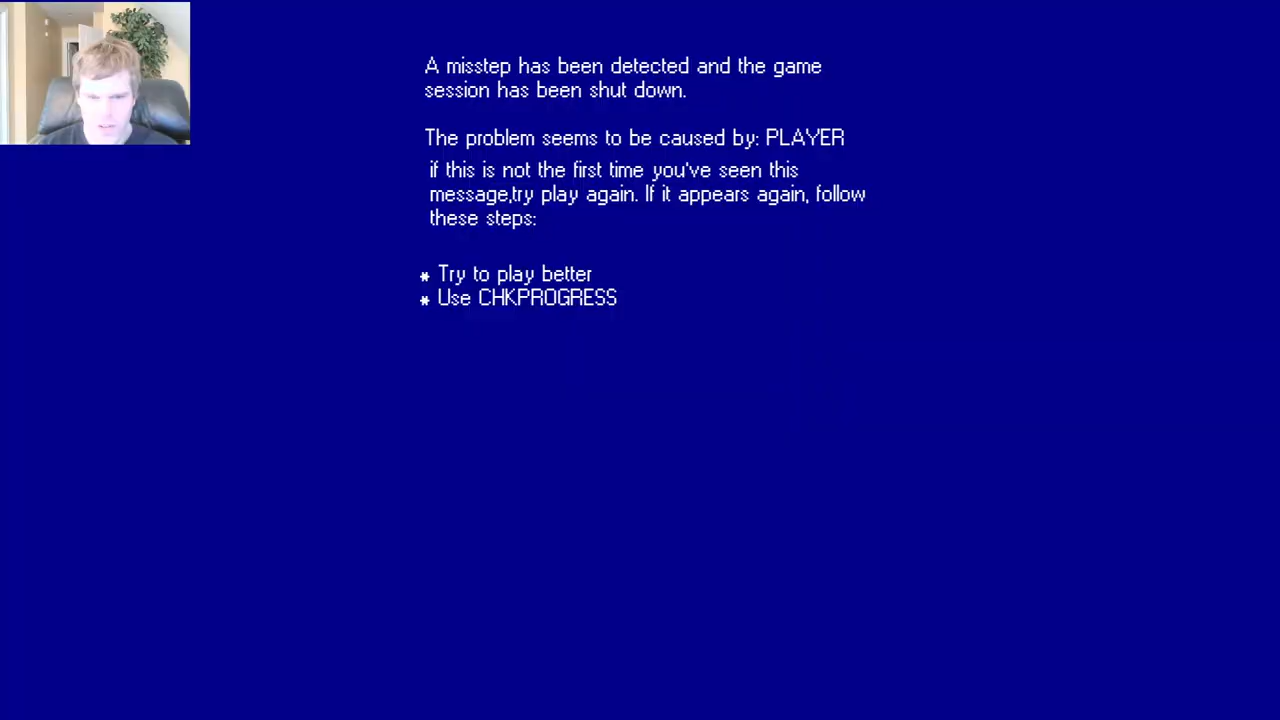 A misstep has been detected and the game
session has been shut down.
The problem seems to be caused by: PLAYER
if this is not the first time you've seen this
message,try play again. If it appears again, follow
these steps:
* Try to play better
* Use CHKPROGRESS